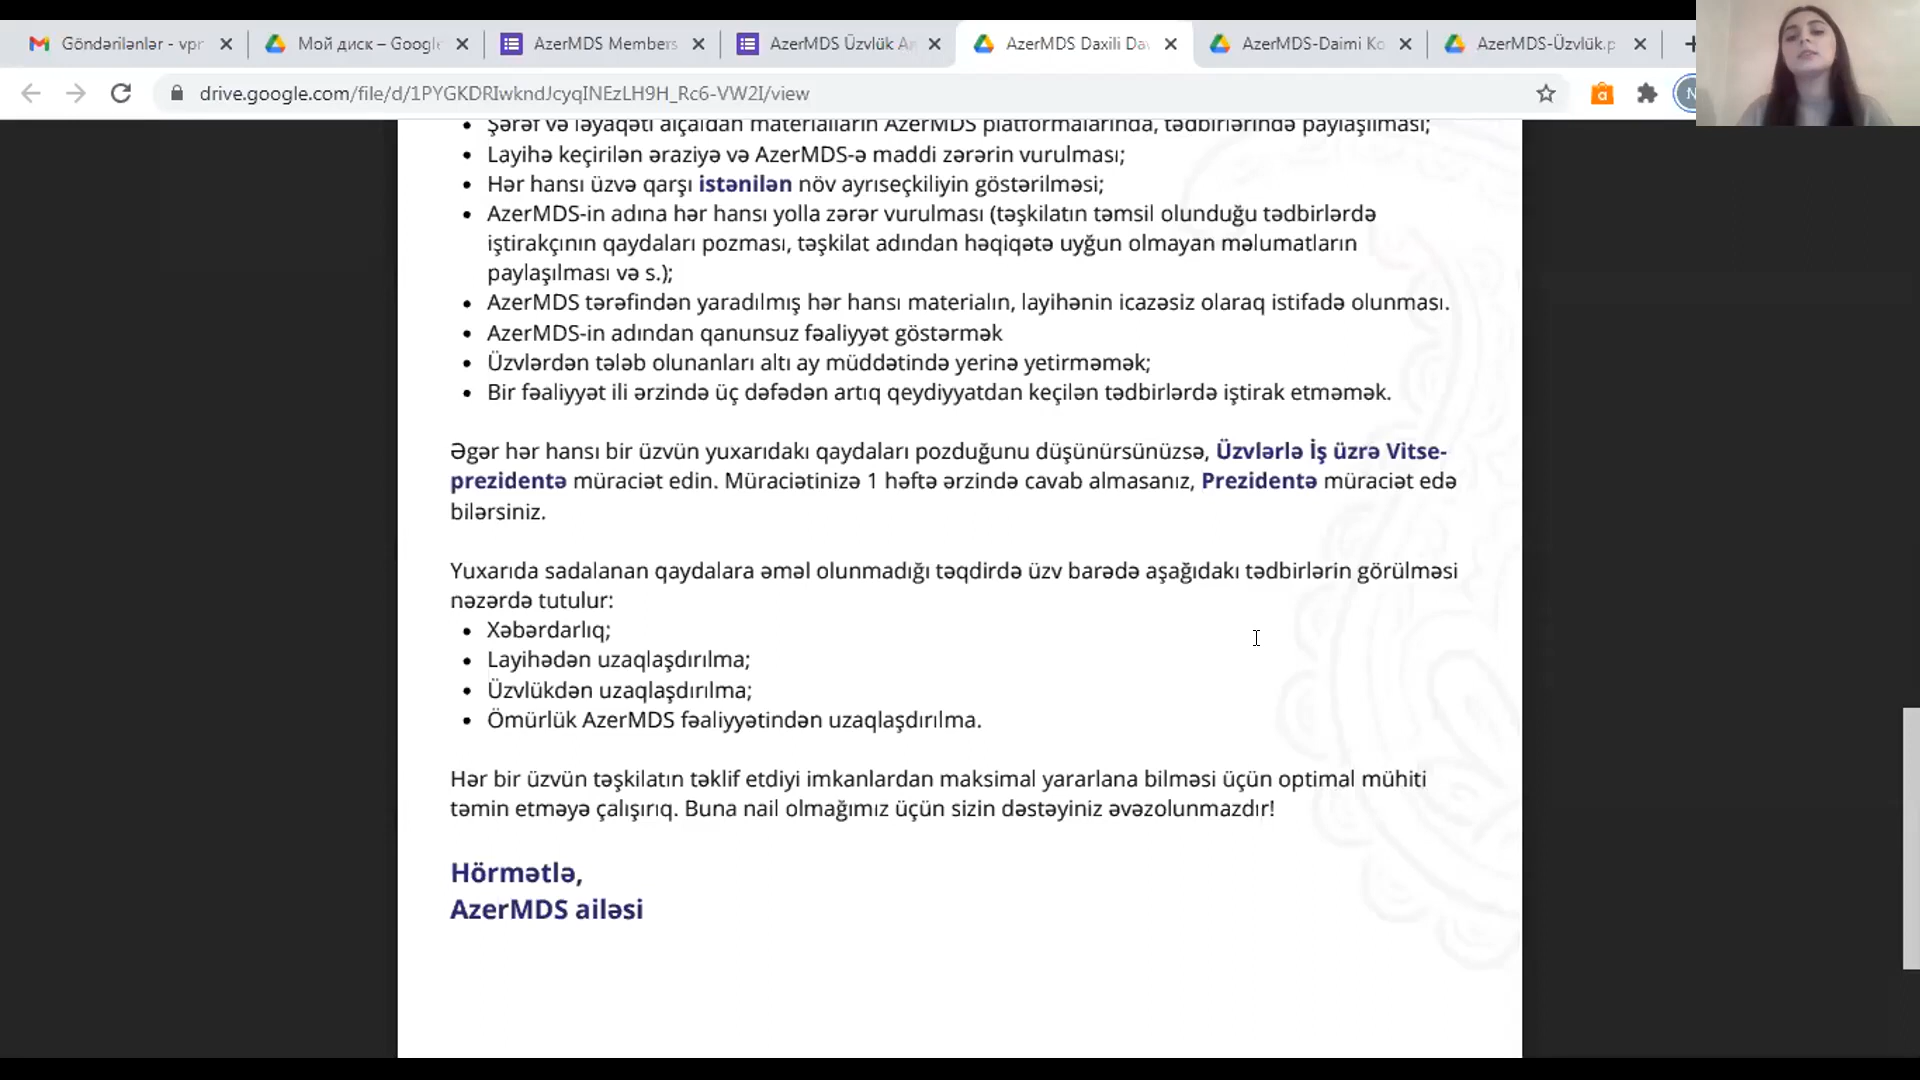 Göndərilənlər - vpr
Мой диск – Google
AzerMDS Members
AzerMDS Üzvlük An
AzerMDS Daxili Da
AzerMDS-Daimi Ko
AzerMDS-Üzvlük.p
drive.google.com/file/d/1PYGKDRIwkndJcyqINEzLH9H_Rc6-VW2I/view
Şərəf və ləyaqəti alçaldan materialların AzerMDS platformalarında, tədbirlərində paylaşılması;
Layihə keçirilən əraziyə və AzerMDS-ə maddi zərərin vurulması;
Hər hansı üzvə qarşı istənilən növ ayrıseçkiliyin göstərilməsi;
AzerMDS-in adına hər hansı yolla zərər vurulması (təşkilatın təmsil olunduğu tədbirlərdə
iştirakçının qaydaları pozması, təşkilat adından həqiqətə uyğun olmayan məlumatların
paylaşılması və s.);
AzerMDS tərəfindən yaradılmış hər hansı materialın, layihənin icazəsiz olaraq istifadə olunması.
AzerMDS-in adından qanunsuz fəaliyyət göstərmək
Üzvlərdən tələb olunanları altı ay müddətində yerinə yetirməmək;
Bir fəaliyyət ili ərzində üç dəfədən artıq qeydiyyatdan keçilən tədbirlərdə iştirak etməmək.
Əgər hər hansı bir üzvün yuxarıdakı qaydaları pozduğunu düşünürsünüzsə, Üzvlərlə İş üzrə Vitse-
prezidentə müraciət edin. Müraciətinizə 1 həftə ərzində cavab almasanız, Prezidentə müraciət edə
bilərsiniz.
Yuxarıda sadalanan qaydalara əməl olunmadığı təqdirdə üzv barədə aşağıdakı tədbirlərin görülməsi
nəzərdə tutulur:
Xəbərdarlıq;
Layihədən uzaqlaşdırılma;
Üzvlükdən uzaqlaşdırılma;
Ömürlük AzerMDS fəaliyyətindən uzaqlaşdırılma.
Hər bir üzvün təşkilatın təklif etdiyi imkanlardan maksimal yararlana bilməsi üçün optimal mühiti
təmin etməyə çalışırıq. Buna nail olmağımız üçün sizin dəstəyiniz əvəzolunmazdır!
Hörmətlə,
AzerMDS ailəsi